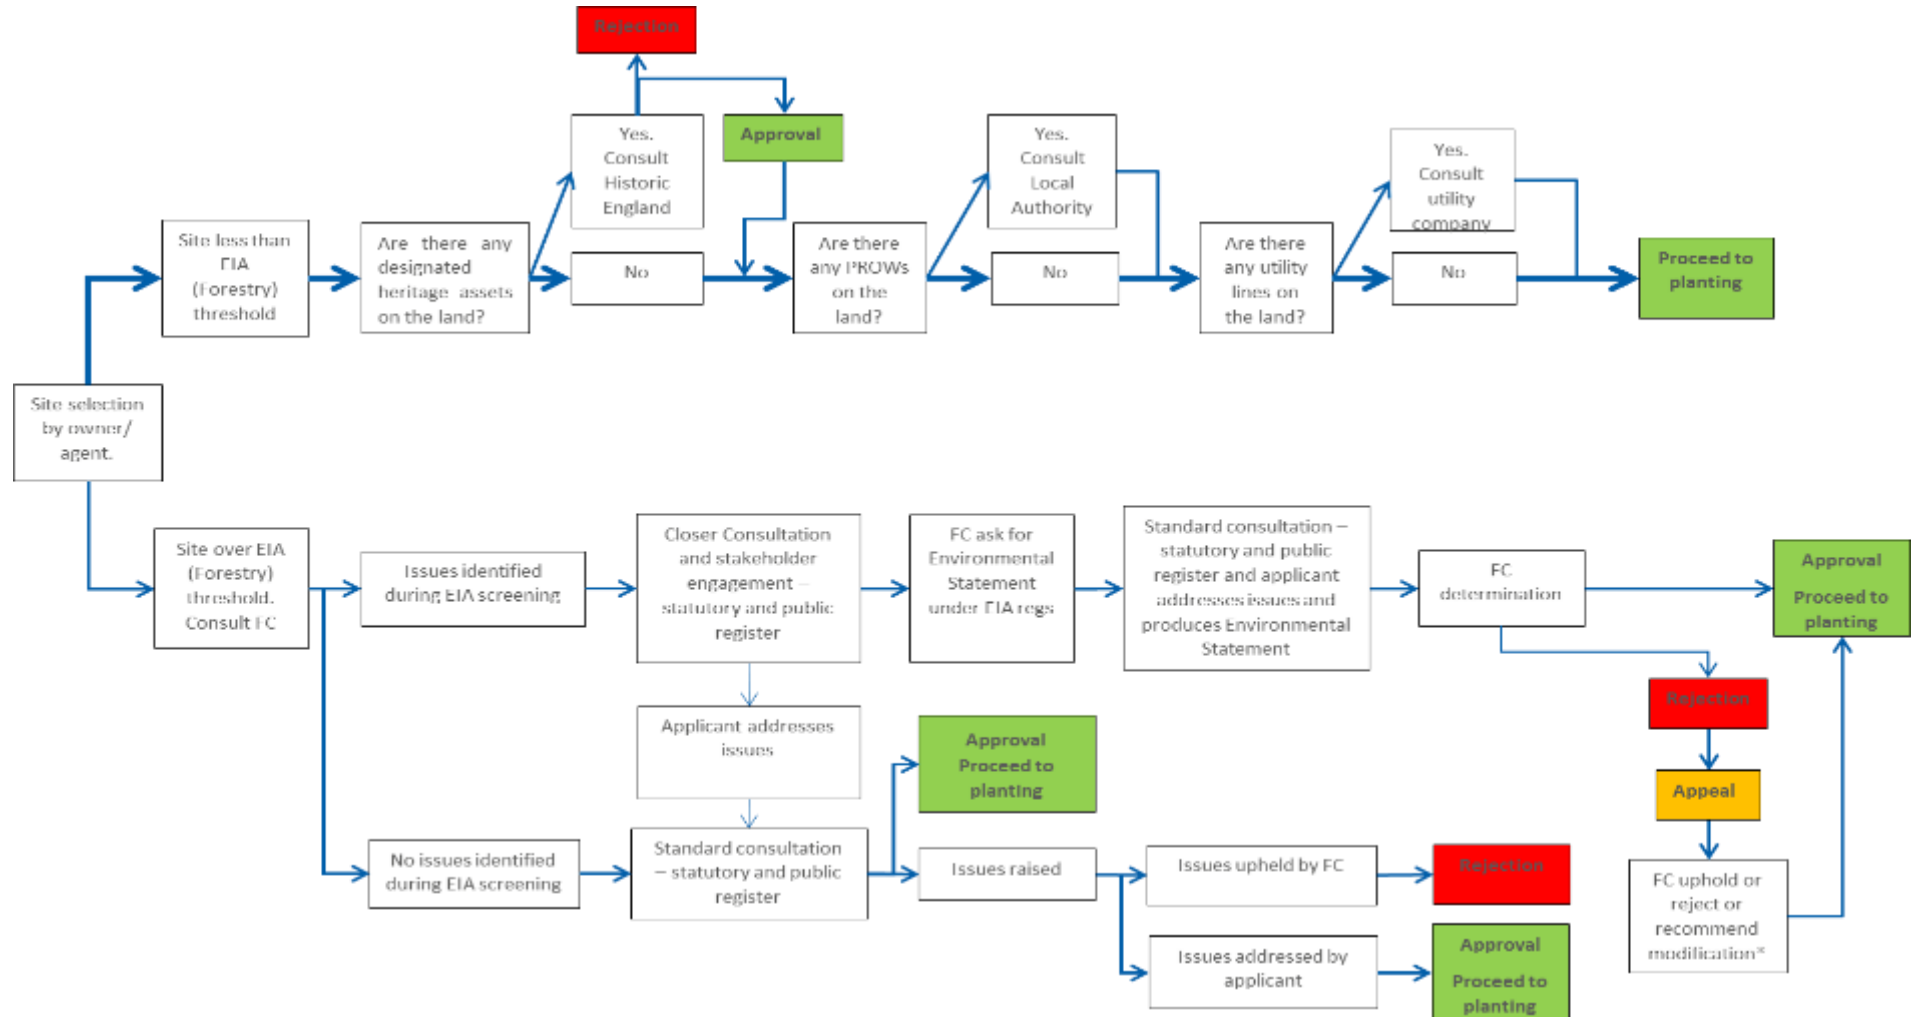 Rejection
Yes.
Consult
Historic
England
Approval
Yes.
Consult
Local
Authority
Yes.
Consult
utility
company
Site less than
EIA
(Forestry)
threshold
Are there any
designated
heritage assets
on the land?
No
Are there
any PROWs
on the
land?
No
Are there
any utility
lines on
the land?
No
Proceed to
planting
Site selection
by owner/
agent.
Site over EIA
(Forestry)
threshold.
Consult FC
Issues identified
during EIA screening
Closer Consultation
and stakeholder
engagement –
statutory and public
register
FC ask for
Environmental
Statement
under EIA regs
Standard consultation –
statutory and public
register and applicant
addresses issues and
produces Environmental
Statement
FC
determination
Approval
Proceed to
planting
Rejection
Applicant addresses
issues
Approval
Proceed to
planting
Appeal
No issues identified
during EIA screening
Standard consultation
– statutory and public
register
Issues raised
Issues upheld by FC
Rejection
FC uphold or
reject or
recommend
modification*
Issues addressed by
applicant
Approval
Proceed to
planting